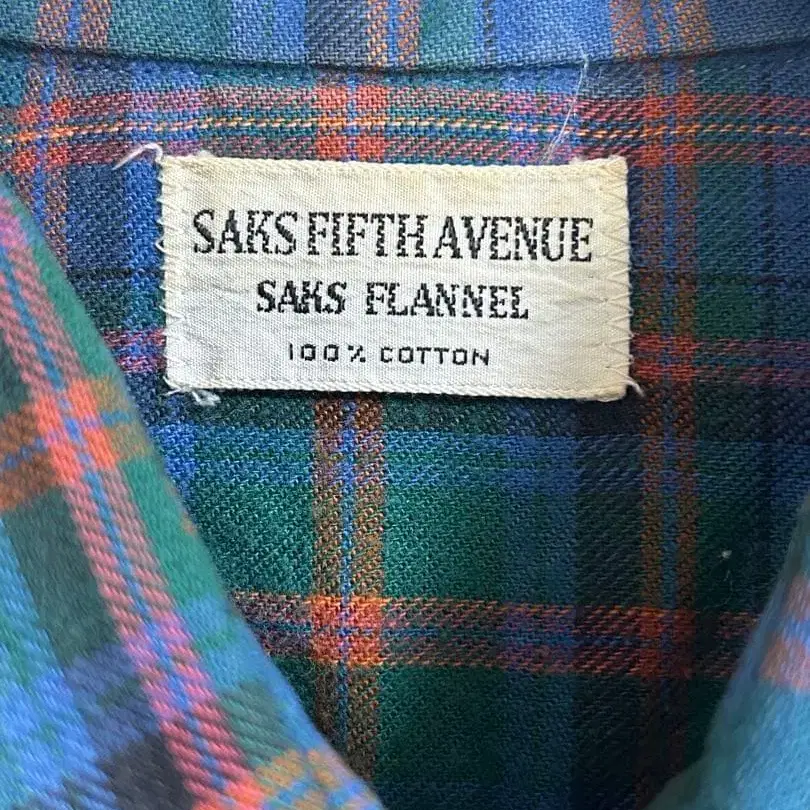 SAKS FIFTH AVENUE
SAKS FLANNEL
100% COTTON